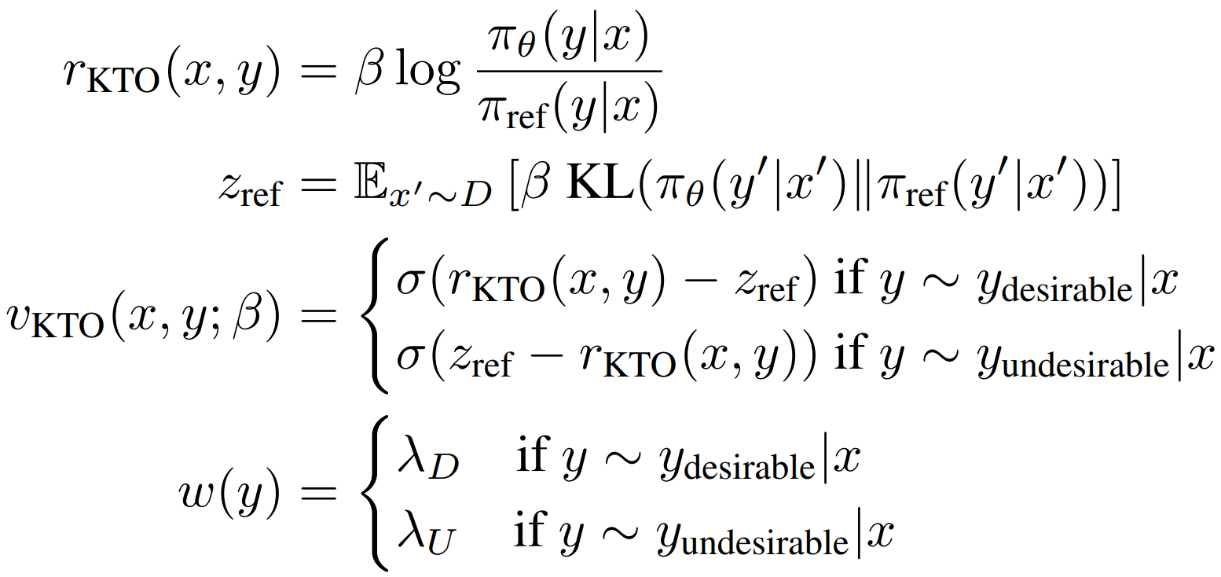 r_KTO(x, y) = β log π_θ(y|x) / π_ref(y|x)
z_ref = 𝔼_{x′∼D} [β KL(π_θ(y′|x′)‖π_ref(y′|x′))]
v_KTO(x, y; β) = { σ(r_KTO(x, y) − z_ref) if y ∼ y_desirable|x
σ(z_ref − r_KTO(x, y)) if y ∼ y_undesirable|x
w(y) = { λ_D if y ∼ y_desirable|x
λ_U if y ∼ y_undesirable|x